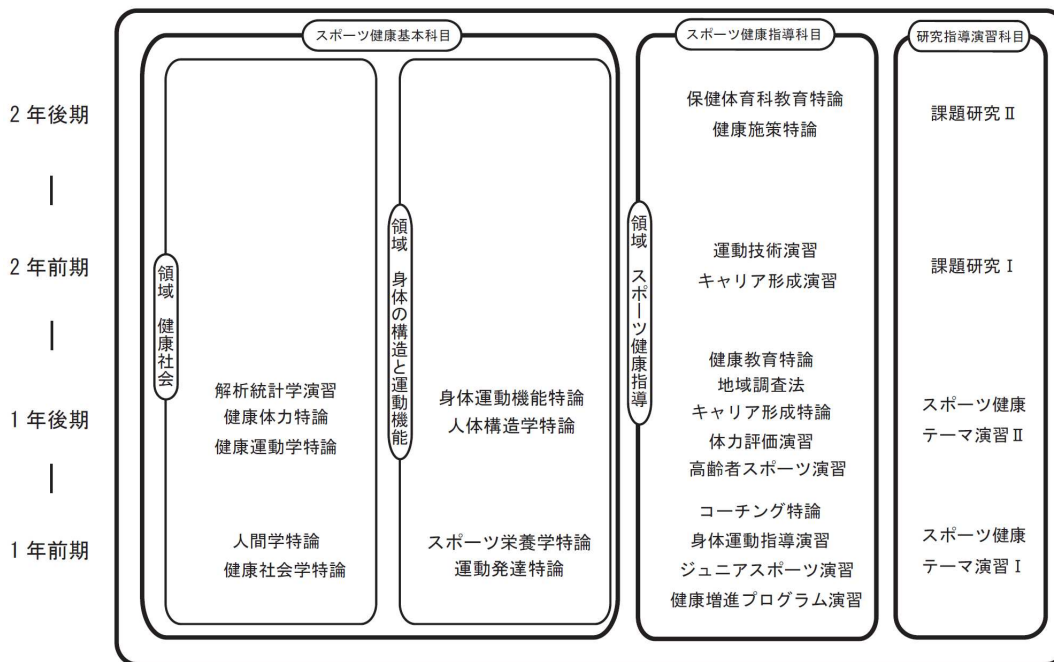 スポーツ健康基本科目
スポーツ健康指導科目
研究指導演習科目
2年後期
2年前期
1年後期
1年前期
領域　健康社会
解析統計学演習
健康体力特論
健康運動学特論
人間学特論
健康社会学特論
領域　身体の構造と運動機能
身体運動機能特論
人体構造学特論
スポーツ栄養学特論
運動発達特論
領域　スポーツ健康指導
保健体育科教育特論
健康施策特論
運動技術演習
キャリア形成演習
健康教育特論
地域調査法
キャリア形成特論
体力評価演習
高齢者スポーツ演習
コーチング特論
身体運動指導演習
ジュニアスポーツ演習
健康増進プログラム演習
課題研究Ⅱ
課題研究Ⅰ
スポーツ健康
テーマ演習Ⅱ
スポーツ健康
テーマ演習Ⅰ